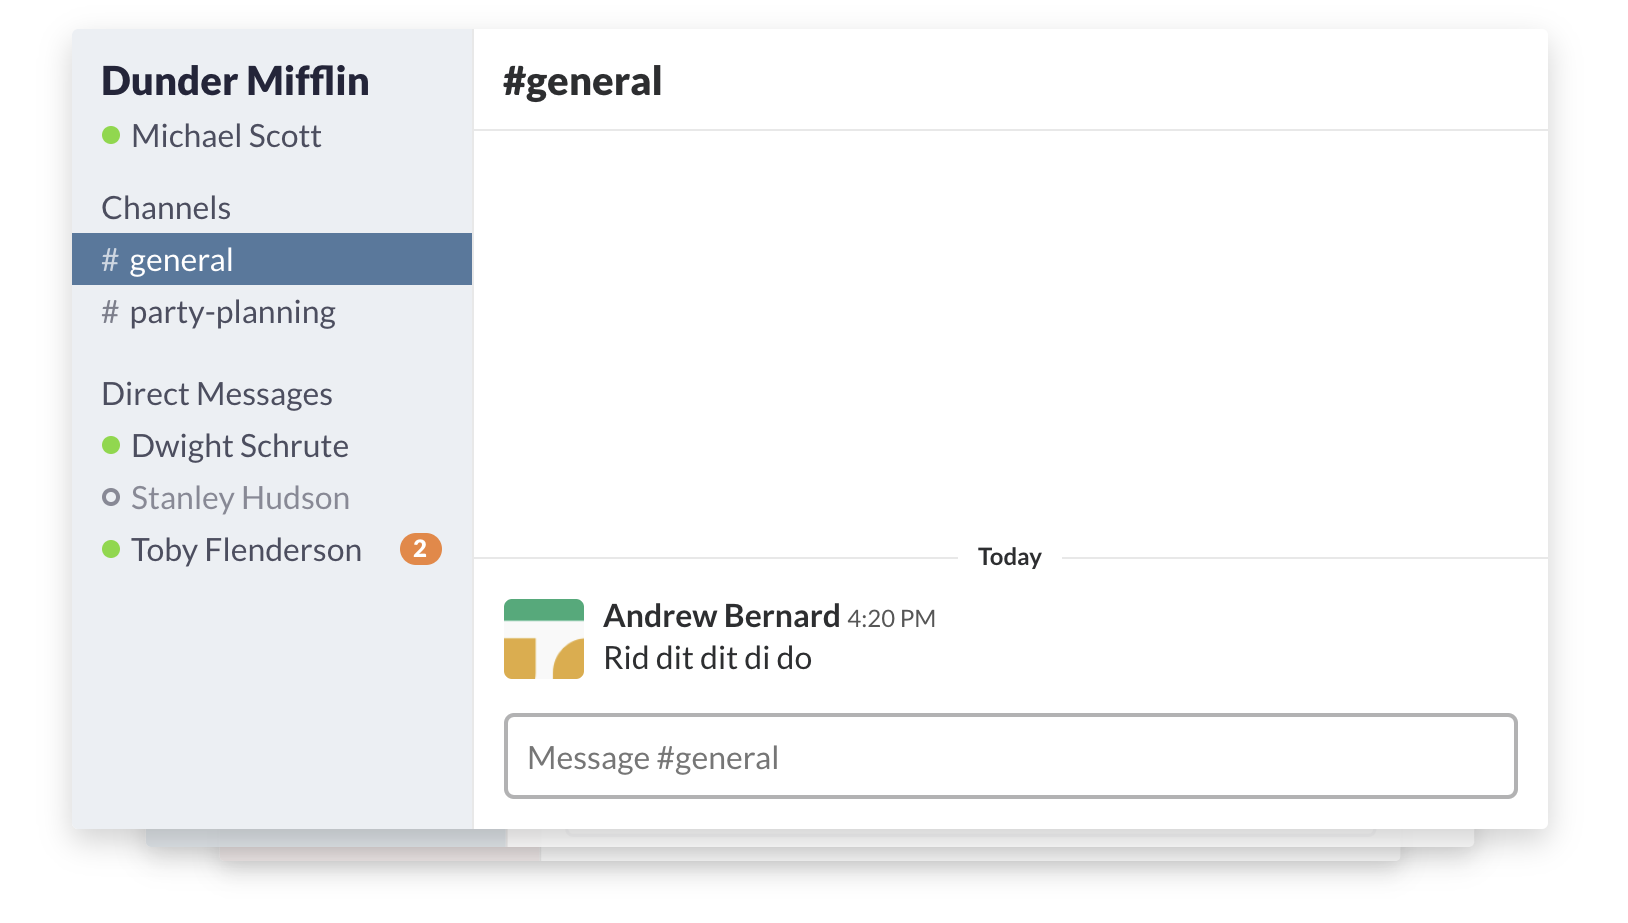 Dunder Mifflin
Michael Scott
Channels
# general
# party-planning
Direct Messages
Dwight Schrute
Stanley Hudson
Toby Flenderson 2
#general
Today
Andrew Bernard 4:20 PM
Rid dit dit di do
Message #general